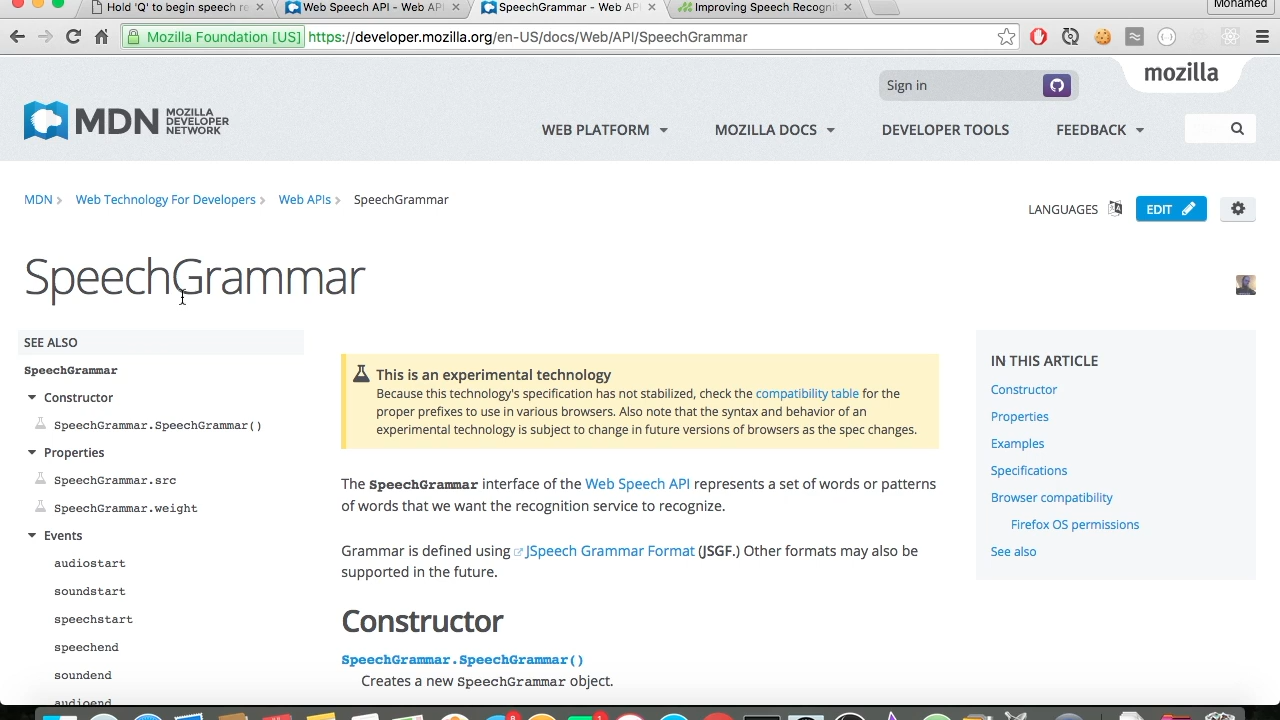 Hold 'Q' to begin speech re
Web Speech API - Web API
SpeechGrammar - Web API
Improving Speech Recogni
Mohamed
Mozilla Foundation [US] https://developer.mozilla.org/en-US/docs/Web/API/SpeechGrammar
mozilla
Sign in
MDN MOZILLA DEVELOPER NETWORK
WEB PLATFORM MOZILLA DOCS DEVELOPER TOOLS FEEDBACK
MDN Web Technology For Developers Web APIs SpeechGrammar
LANGUAGES EDIT
SpeechGrammar
SEE ALSO
SpeechGrammar
Constructor
SpeechGrammar.SpeechGrammar()
Properties
SpeechGrammar.src
SpeechGrammar.weight
Events
audiostart
soundstart
speechstart
speechend
soundend
audioend
This is an experimental technology
Because this technology's specification has not stabilized, check the compatibility table for the
proper prefixes to use in various browsers. Also note that the syntax and behavior of an
experimental technology is subject to change in future versions of browsers as the spec changes.
The SpeechGrammar interface of the Web Speech API represents a set of words or patterns
of words that we want the recognition service to recognize.
Grammar is defined using JSpeech Grammar Format (JSGF.) Other formats may also be
supported in the future.
Constructor
SpeechGrammar.SpeechGrammar()
Creates a new SpeechGrammar object.
IN THIS ARTICLE
Constructor
Properties
Examples
Specifications
Browser compatibility
Firefox OS permissions
See also